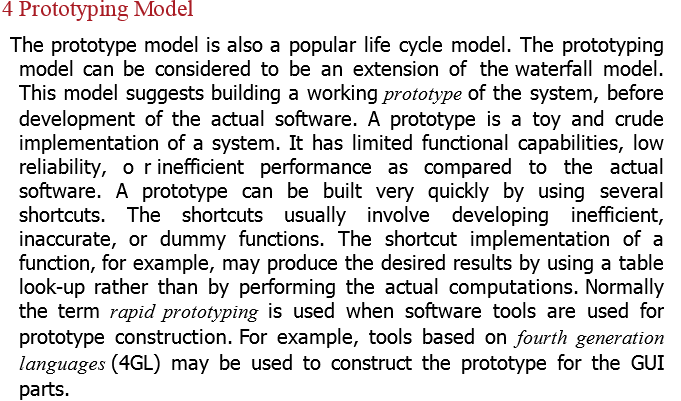 4 Prototyping Model
The prototype model is also a popular life cycle model. The prototyping
model can be considered to be an extension of the waterfall model.
This model suggests building a working prototype of the system, before
development of the actual software. A prototype is a toy and crude
implementation of a system. It has limited functional capabilities, low
reliability, o r inefficient performance as compared to the actual
software. A prototype can be built very quickly by using several
shortcuts. The shortcuts usually involve developing inefficient,
inaccurate, or dummy functions. The shortcut implementation of a
function, for example, may produce the desired results by using a table
look-up rather than by performing the actual computations. Normally
the term rapid prototyping is used when software tools are used for
prototype construction. For example, tools based on fourth generation
languages (4GL) may be used to construct the prototype for the GUI
parts.